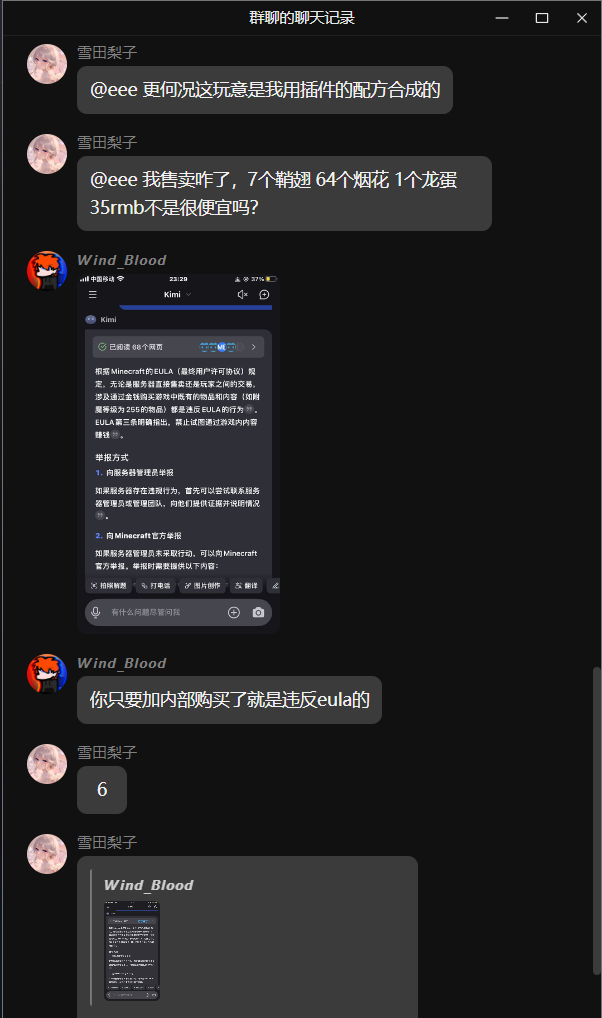 群聊的聊天记录
雪田梨子
@eee 更何况这玩意是我用插件的配方合成的
雪田梨子
@eee 我售卖咋了，7个鞘翅 64个烟花 1个龙蛋
35rmb不是很便宜吗？
Wind_Blood
中国移动 23:29 37%
Kimi
Kimi
已阅读 68 个网页
根据Minecraft的EULA（最终用户许可协议）规
定，无论是服务器直接售卖还是玩家之间的交易，
涉及通过金钱购买游戏中既有的物品和内容（如附
魔等级为255的物品）都是违反EULA的行为。
EULA第三条明确指出，禁止试图通过游戏内内容
赚钱。
举报方式
1. 向服务器管理员举报
如果服务器存在违规行为，首先可以尝试联系服务
器管理员或管理团队，向他们提供证据并说明情况
。
2. 向Minecraft官方举报
如果服务器管理员未采取行动，可以向Minecraft
官方举报。举报时需要提供以下内容：
拍照解题 打电话 图片创作 翻译
有什么问题尽管问我
Wind_Blood
你只要加内部购买了就是违反eula的
雪田梨子
6
雪田梨子
Wind_Blood